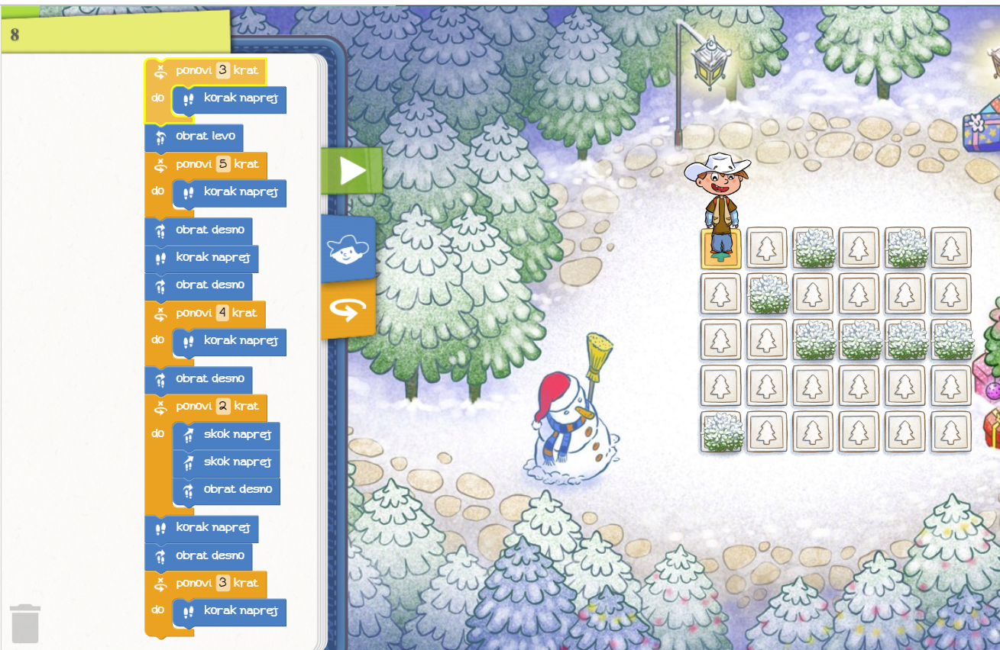 8
ponovi 3 krat
do korak naprej
obrat levo
ponovi 5 krat
do korak naprej
obrat desno
korak naprej
obrat desno
ponovi 4 krat
do korak naprej
obrat desno
ponovi 2 krat
do skok naprej
skok naprej
obrat desno
korak naprej
obrat desno
ponovi 3 krat
do korak naprej